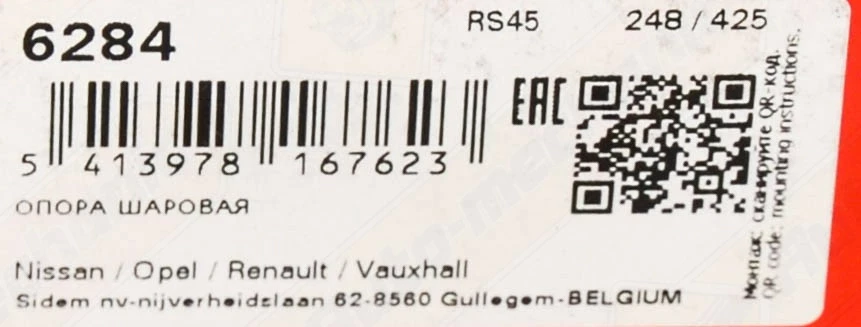 6284
RS45
248 / 425
EAC
5 413978 167623
ОПОРА ШАРОВАЯ
Nissan / Opel / Renault / Vauxhall
Sidem nv-nijverheidslaan 62-8560 Gullegem-BELGIUM
Монтаж: сканируйте QR-код.
QR code: mounting instructions.